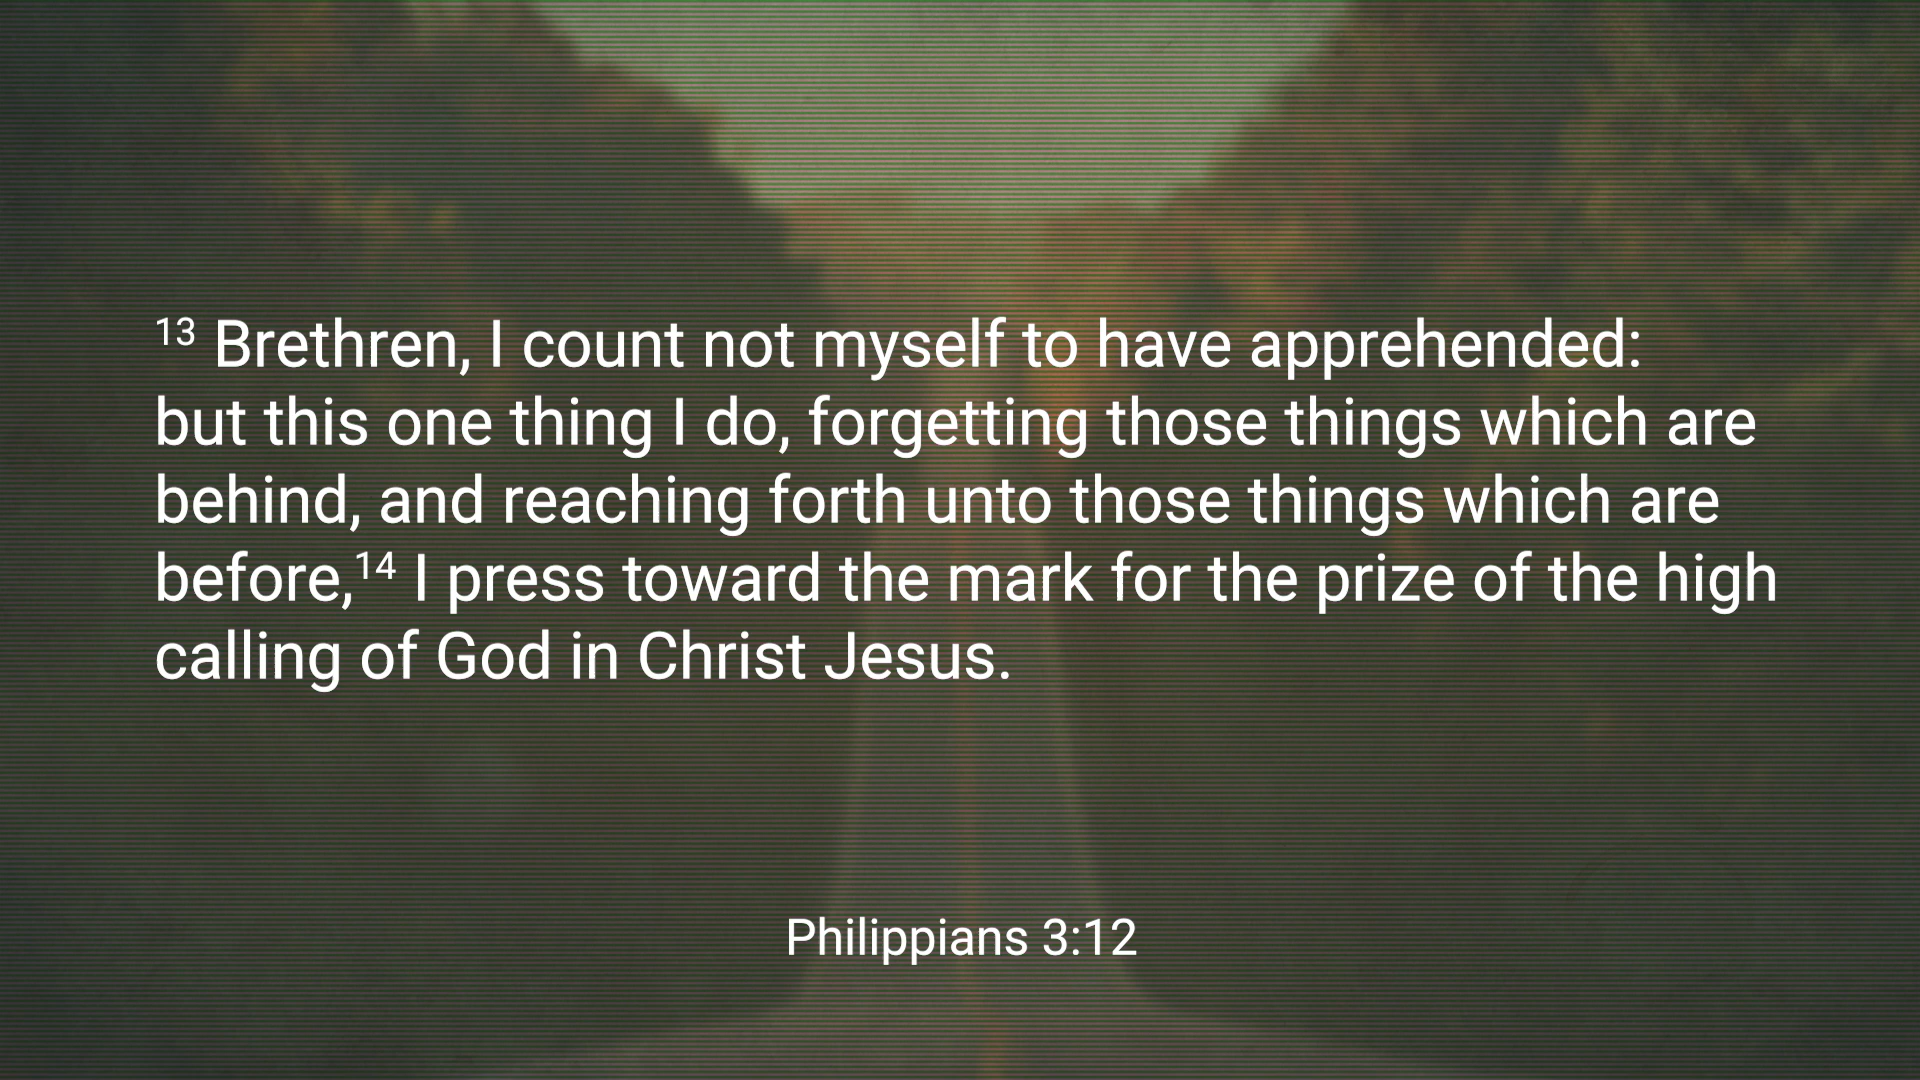 ¹³ Brethren, I count not myself to have apprehended:
but this one thing I do, forgetting those things which are
behind, and reaching forth unto those things which are
before,¹⁴ I press toward the mark for the prize of the high
calling of God in Christ Jesus.
Philippians 3:12